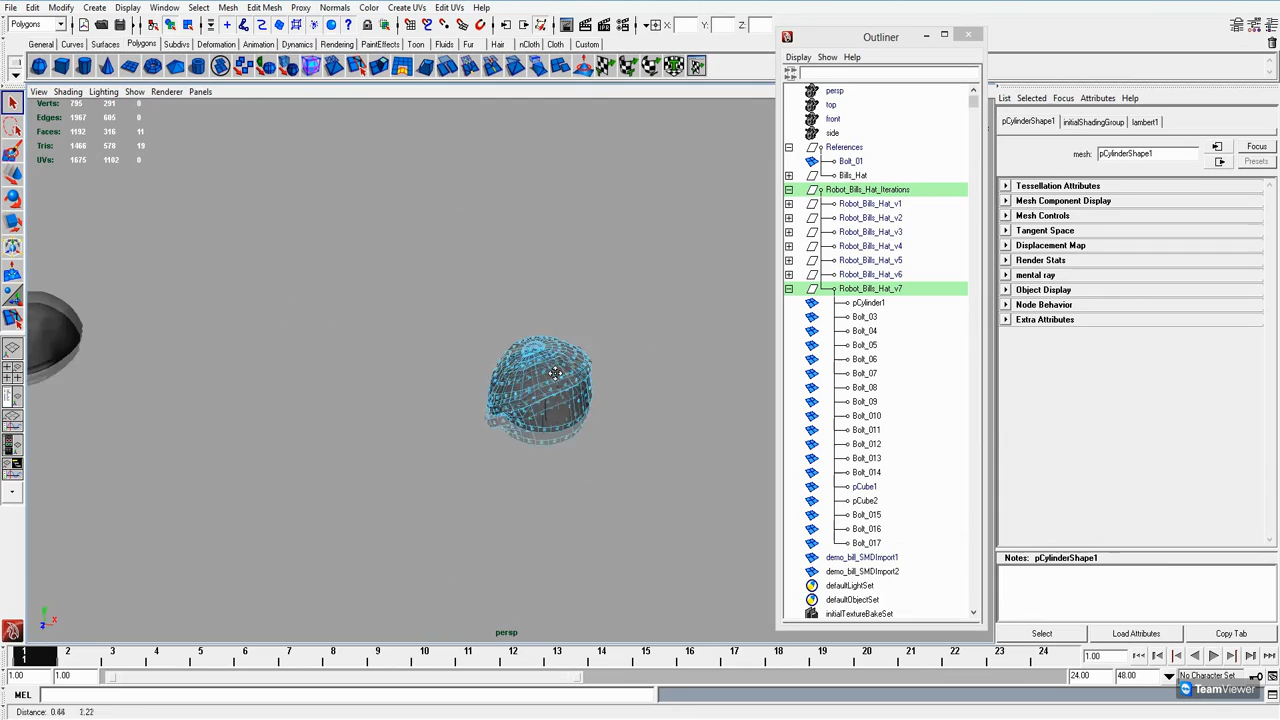 File Edit Modify Create Display Window Select Mesh Edit Mesh Proxy Normals Color Create UVs Edit UVs Help
Polygons X: Y: Z:
General Curves Surfaces Polygons Subdivs Deformation Animation Dynamics Rendering PaintEffects Toon Fluids Fur Hair nCloth Cloth Custom
View Shading Lighting Show Renderer Panels
Verts: 795 291 0
Edges: 1967 605 0
Faces: 1192 316 11
Tris: 1466 578 19
UVs: 1675 1102 0
persp
Outliner
Display Show Help
persp
top
front
side
References
Bolt_01
Bills_Hat
Robot_Bills_Hat_Iterations
Robot_Bills_Hat_v1
Robot_Bills_Hat_v2
Robot_Bills_Hat_v3
Robot_Bills_Hat_v4
Robot_Bills_Hat_v5
Robot_Bills_Hat_v6
Robot_Bills_Hat_v7
pCylinder1
Bolt_03
Bolt_04
Bolt_05
Bolt_06
Bolt_07
Bolt_08
Bolt_09
Bolt_010
Bolt_011
Bolt_012
Bolt_013
Bolt_014
pCube1
pCube2
Bolt_015
Bolt_016
Bolt_017
demo_bill_SMDImport1
demo_bill_SMDImport2
defaultLightSet
defaultObjectSet
initialTextureBakeSet
List Selected Focus Attributes Help
pCylinderShape1 initialShadingGroup lambert1
mesh: pCylinderShape1
Focus
Presets
Tessellation Attributes
Mesh Component Display
Mesh Controls
Tangent Space
Displacement Map
Render Stats
mental ray
Object Display
Node Behavior
Extra Attributes
Notes: pCylinderShape1
Select Load Attributes Copy Tab
1 2 3 4 5 6 7 8 9 10 11 12 13 14 15 16 17 18 19 20 21 22 23 24
1
1.00
1.00 1.00 24.00 48.00 No Character Set
MEL
TeamViewer
Distance: 0.44 1.22
x